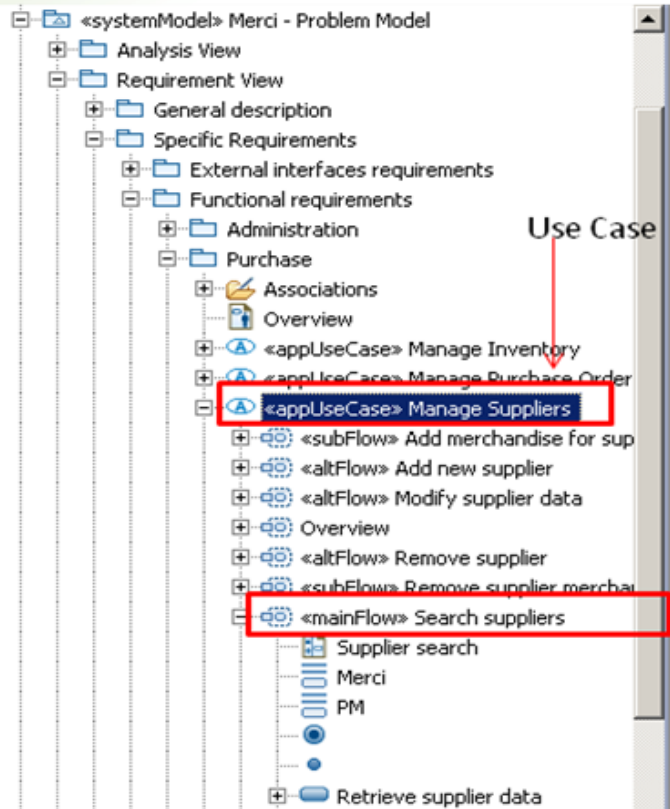 «systemModel» Merci - Problem Model
Analysis View
Requirement View
General description
Specific Requirements
External interfaces requirements
Functional requirements
Administration
Use Case
Purchase
Associations
Overview
«appUseCase» Manage Inventory
«appUseCase» Manage Purchase Order
«appUseCase» Manage Suppliers
«subFlow» Add merchandise for sup
«altFlow» Add new supplier
«altFlow» Modify supplier data
Overview
«altFlow» Remove supplier
«subFlow» Remove supplier merchan
«mainFlow» Search suppliers
Supplier search
Merci
PM
Retrieve supplier data